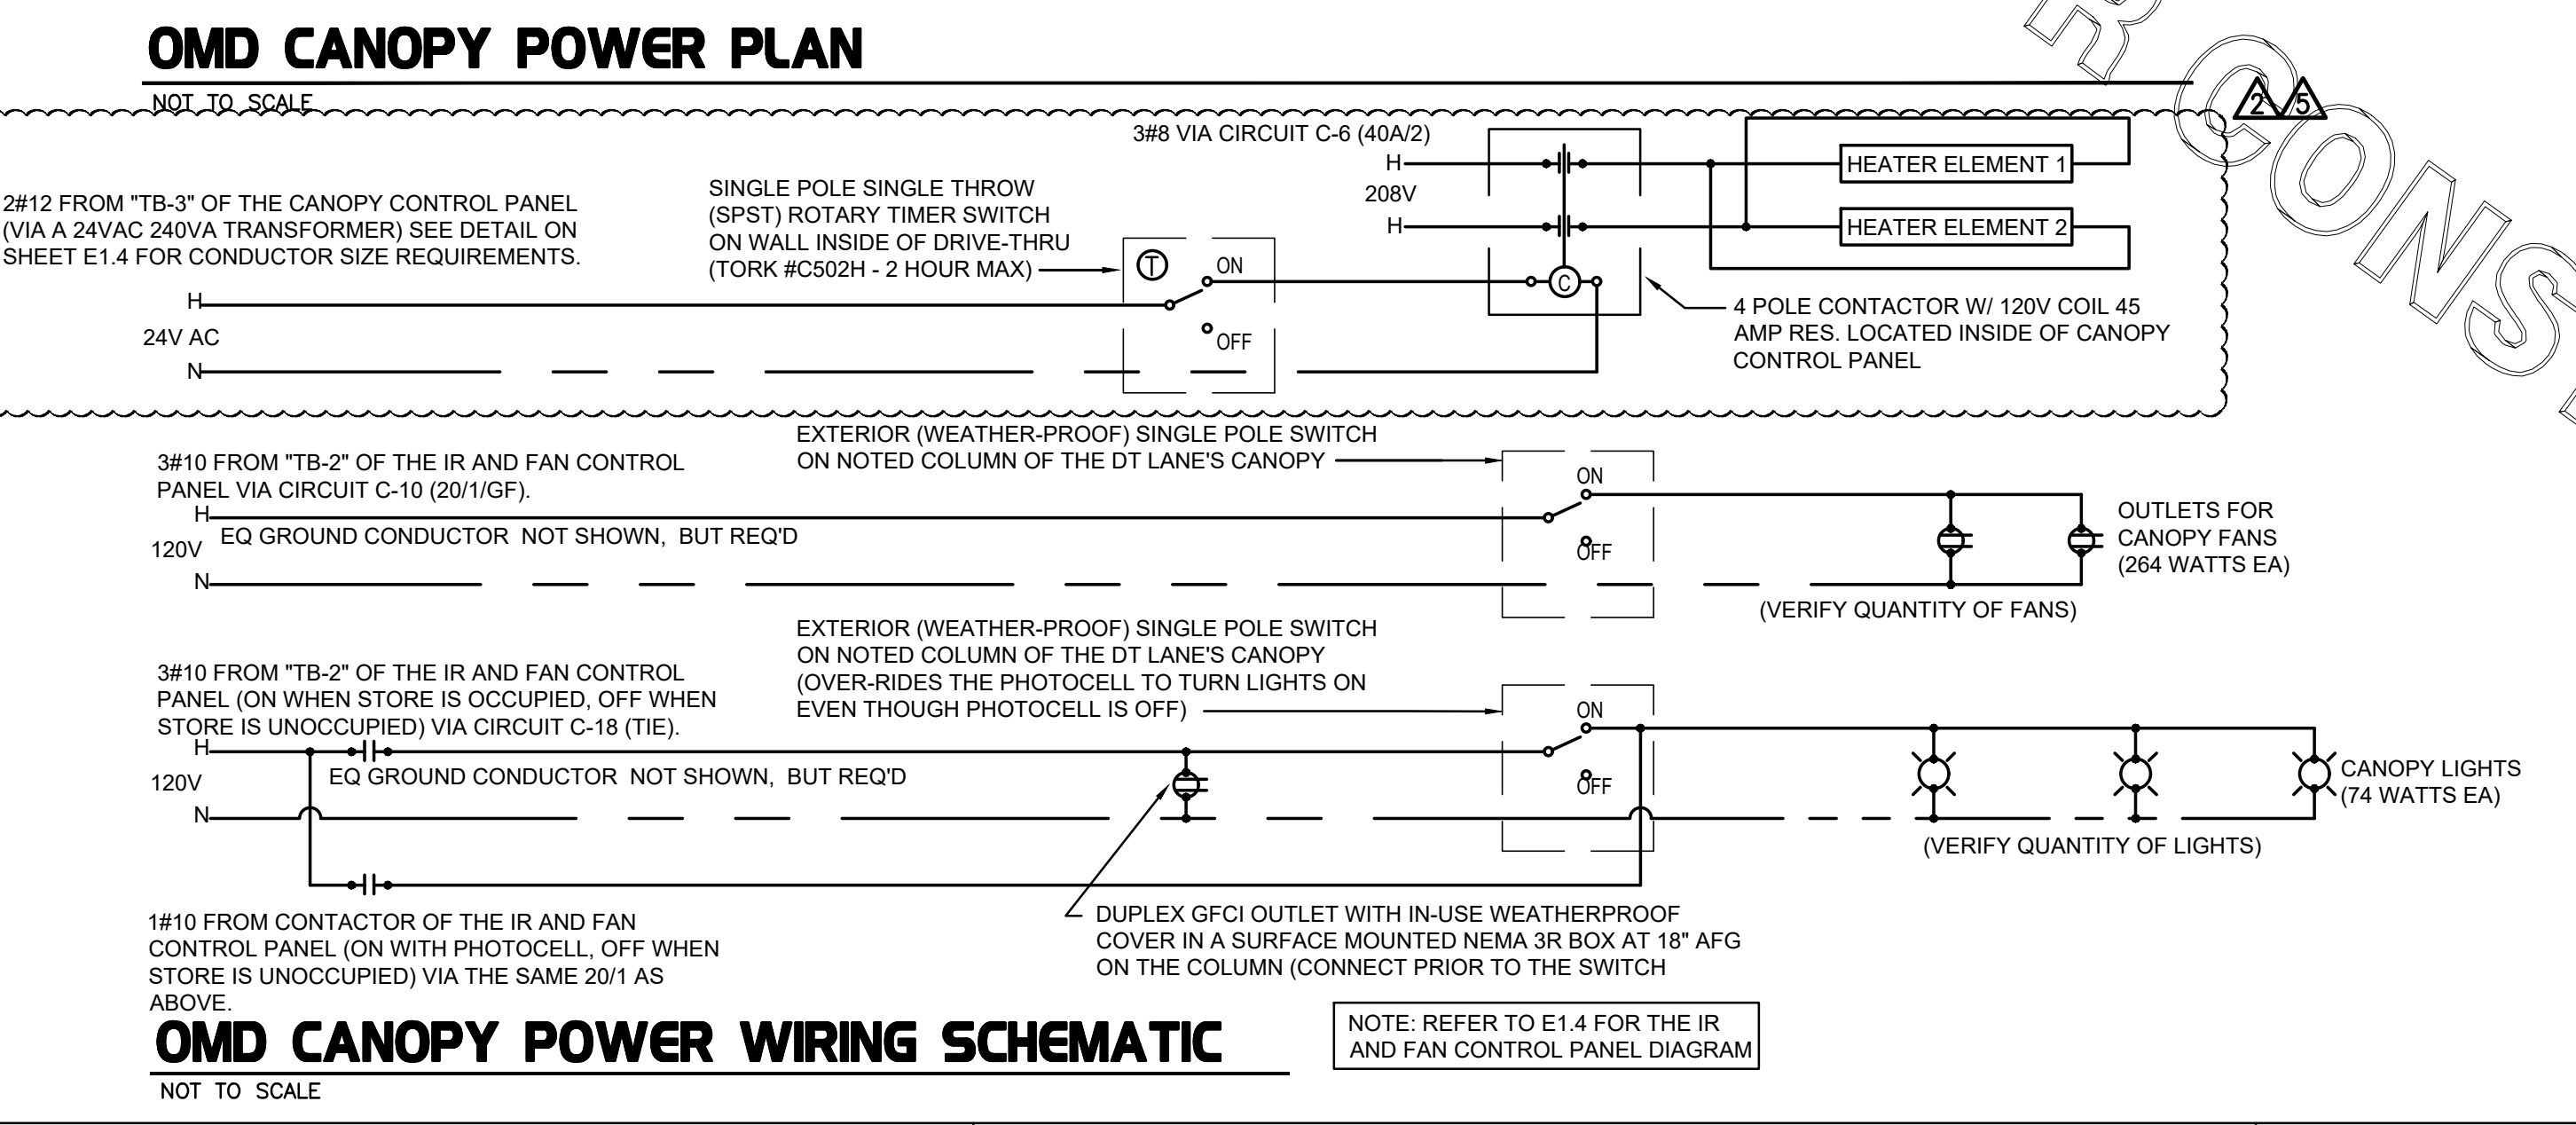 OMD CANOPY POWER PLAN
NOT TO SCALE
R CONST
2 5
3#8 VIA CIRCUIT C-6 (40A/2)
H
208V
H
HEATER ELEMENT 1
HEATER ELEMENT 2
2#12 FROM "TB-3" OF THE CANOPY CONTROL PANEL
(VIA A 24VAC 240VA TRANSFORMER) SEE DETAIL ON
SHEET E1.4 FOR CONDUCTOR SIZE REQUIREMENTS.
SINGLE POLE SINGLE THROW
(SPST) ROTARY TIMER SWITCH
ON WALL INSIDE OF DRIVE-THRU
(TORK #C502H - 2 HOUR MAX)
T
ON
OFF
C
H
24V AC
N
4 POLE CONTACTOR W/ 120V COIL 45
AMP RES. LOCATED INSIDE OF CANOPY
CONTROL PANEL
EXTERIOR (WEATHER-PROOF) SINGLE POLE SWITCH
ON NOTED COLUMN OF THE DT LANE'S CANOPY
3#10 FROM "TB-2" OF THE IR AND FAN CONTROL
PANEL VIA CIRCUIT C-10 (20/1/GF).
H
120V
N
EQ GROUND CONDUCTOR NOT SHOWN, BUT REQ'D
ON
OFF
OUTLETS FOR
CANOPY FANS
(264 WATTS EA)
(VERIFY QUANTITY OF FANS)
EXTERIOR (WEATHER-PROOF) SINGLE POLE SWITCH
ON NOTED COLUMN OF THE DT LANE'S CANOPY
(OVER-RIDES THE PHOTOCELL TO TURN LIGHTS ON
EVEN THOUGH PHOTOCELL IS OFF)
3#10 FROM "TB-2" OF THE IR AND FAN CONTROL
PANEL (ON WHEN STORE IS OCCUPIED, OFF WHEN
STORE IS UNOCCUPIED) VIA CIRCUIT C-18 (TIE).
H
120V
N
EQ GROUND CONDUCTOR NOT SHOWN, BUT REQ'D
ON
OFF
CANOPY LIGHTS
(74 WATTS EA)
(VERIFY QUANTITY OF LIGHTS)
1#10 FROM CONTACTOR OF THE IR AND FAN
CONTROL PANEL (ON WITH PHOTOCELL, OFF WHEN
STORE IS UNOCCUPIED) VIA THE SAME 20/1 AS
ABOVE.
DUPLEX GFCI OUTLET WITH IN-USE WEATHERPROOF
COVER IN A SURFACE MOUNTED NEMA 3R BOX AT 18" AFG
ON THE COLUMN (CONNECT PRIOR TO THE SWITCH
OMD CANOPY POWER WIRING SCHEMATIC
NOT TO SCALE
NOTE: REFER TO E1.4 FOR THE IR
AND FAN CONTROL PANEL DIAGRAM